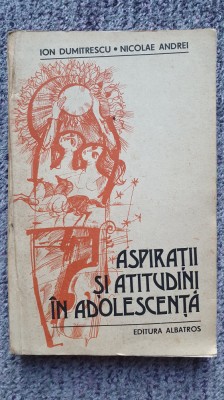 ION DUMITRESCU • NICOLAE ANDREI
ASPIRAȚII
ȘI ATITUDINI
ÎN ADOLESCENȚĂ
EDITURA ALBATROS